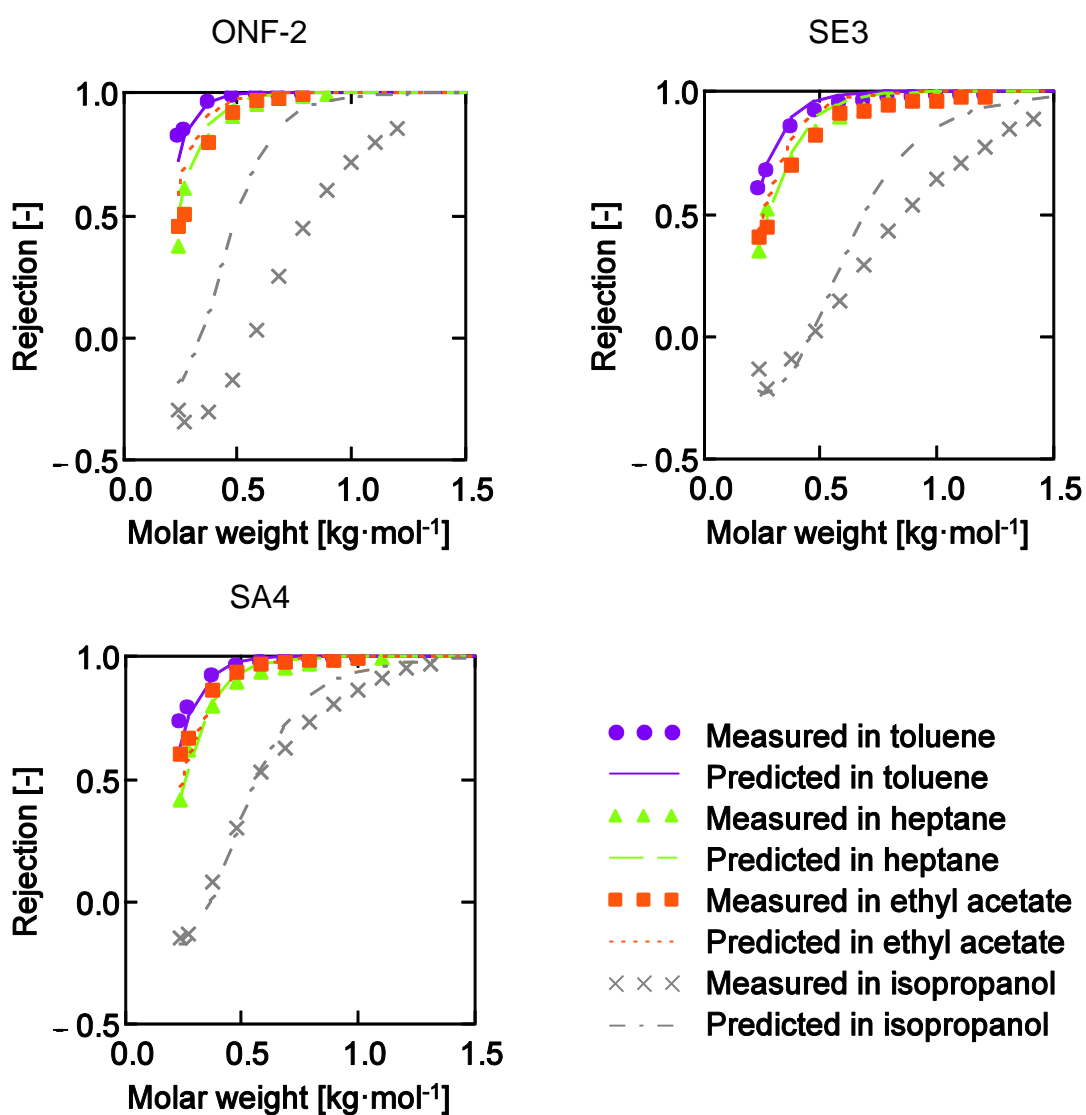 ONF-2
SE3
1.0
0.5
0.0
−0.5
Rejection [-]
0.0 0.5 1.0 1.5
Molar weight [kg·mol⁻¹]
1.0
0.5
0.0
−0.5
Rejection [-]
0.0 0.5 1.0 1.5
Molar weight [kg·mol⁻¹]
SA4
1.0
0.5
0.0
−0.5
Rejection [-]
0.0 0.5 1.0 1.5
Molar weight [kg·mol⁻¹]
Measured in toluene
Predicted in toluene
Measured in heptane
Predicted in heptane
Measured in ethyl acetate
Predicted in ethyl acetate
Measured in isopropanol
Predicted in isopropanol